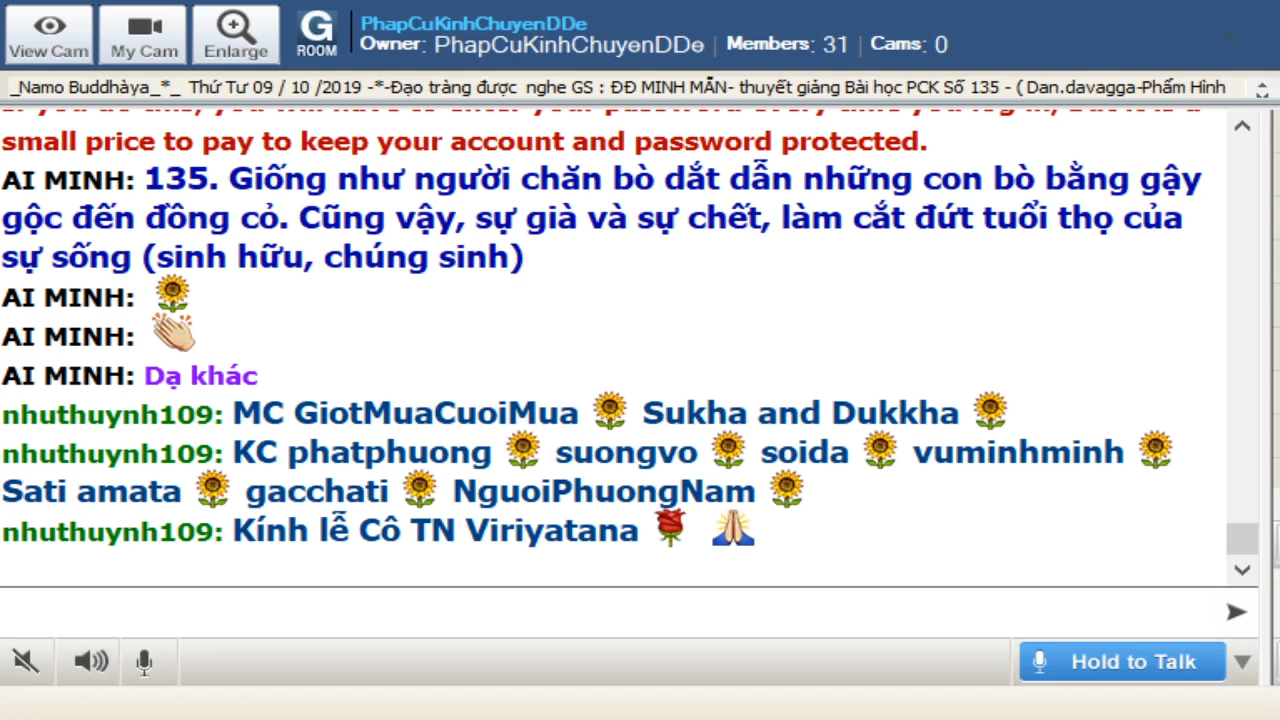 View Cam
My Cam
Enlarge
G
ROOM
PhapCuKinhChuyenDDe
Owner: PhapCuKinhChuyenDDe | Members: 31 | Cams: 0
_Namo Buddhàya_*_ Thứ Tư 09 / 10 /2019 -*-Đạo tràng được nghe GS : ĐĐ MINH MẪN- thuyết giảng Bài học PCK Số 135 - ( Dan.davagga-Phẩm Hình
small price to pay to keep your account and password protected.
AI MINH: 135. Giống như người chăn bò dắt dẫn những con bò bằng gậy
gộc đến đồng cỏ. Cũng vậy, sự già và sự chết, làm cắt đứt tuổi thọ của
sự sống (sinh hữu, chúng sinh)
AI MINH:
AI MINH:
AI MINH: Dạ khác
nhuthuynh109: MC GiotMuaCuoiMua Sukha and Dukkha
nhuthuynh109: KC phatphuong suongvo soida vuminhminh
Sati amata gacchati NguoiPhuongNam
nhuthuynh109: Kính lễ Cô TN Viriyatana
Hold to Talk